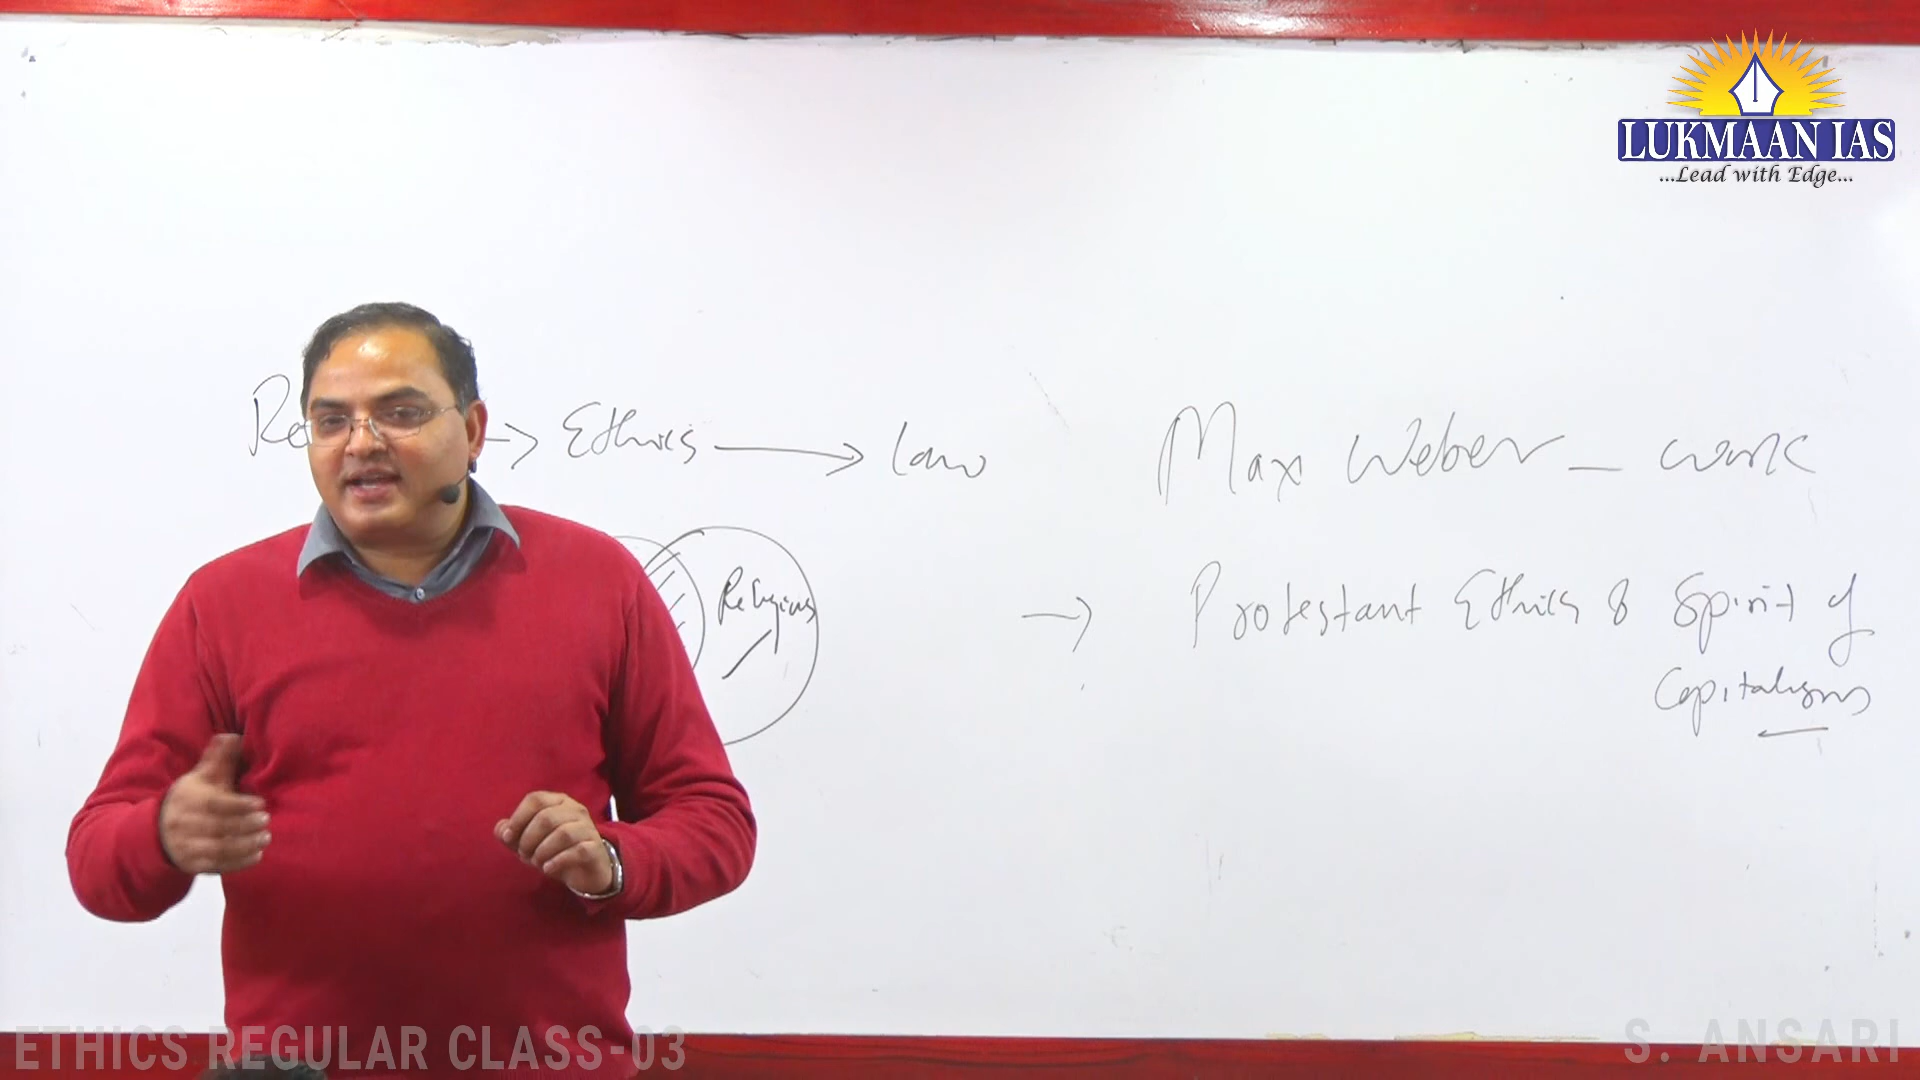 LUKMAAN IAS
...Lead with Edge...
Re → Ethics → Law
Max Weber - work
Religious
→ Protestant Ethics & Spirit of
Capitalism
ETHICS REGULAR CLASS-03
S. ANSARI